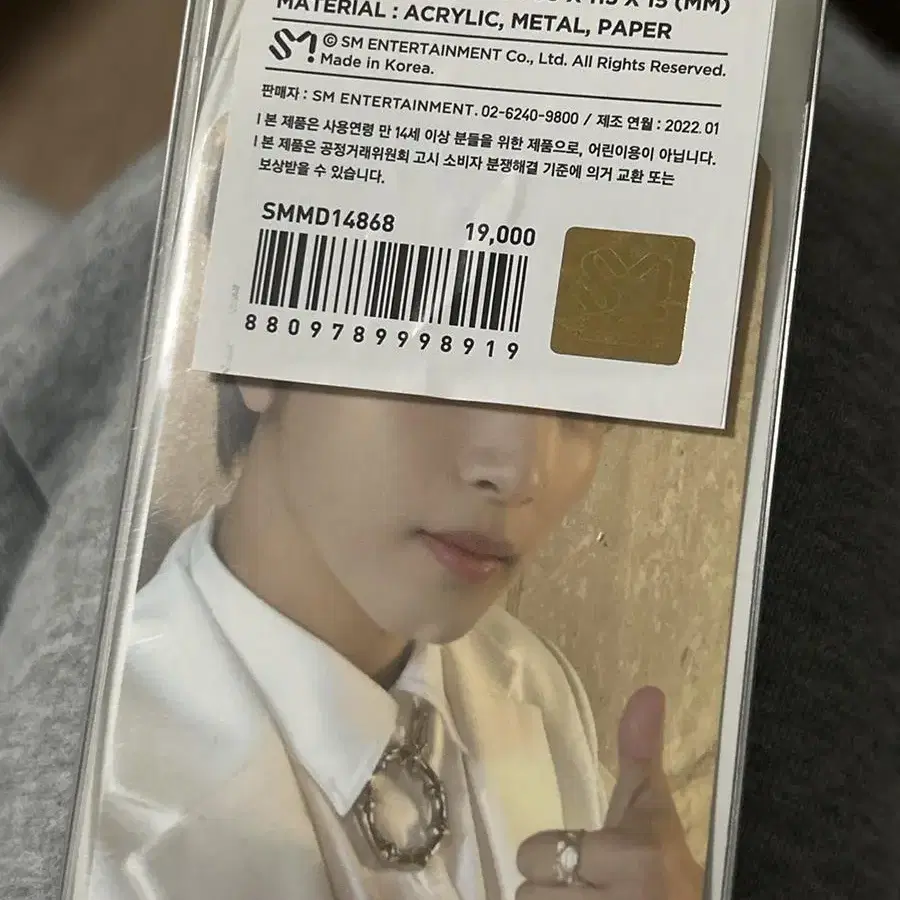 X 15 (MM)
MATERIAL : ACRYLIC, METAL, PAPER
SM
© SM ENTERTAINMENT Co., Ltd. All Rights Reserved.
Made in Korea.
판매자 : SM ENTERTAINMENT. 02-6240-9800 / 제조 연월 : 2022.01
l 본 제품은 사용연령 만 14세 이상 분들을 위한 제품으로, 어린이용이 아닙니다.
l 본 제품은 공정거래위원회 고시 소비자 분쟁해결 기준에 의거 교환 또는
보상받을 수 있습니다.
SMMD14868 19,000
8809789998919
SM